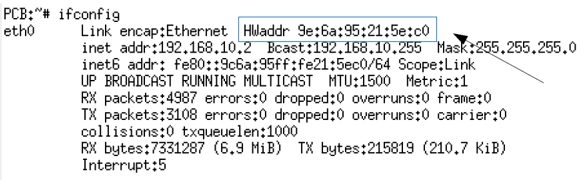 PCB:~# ifconfig
eth0 Link encap:Ethernet HWaddr 9e:6a:95:21:5e:c0
inet addr:192.168.10.2 Bcast:192.168.10.255 Mask:255.255.255.0
inet6 addr: fe80::9c6a:95ff:fe21:5ec0/64 Scope:Link
UP BROADCAST RUNNING MULTICAST MTU:1500 Metric:1
RX packets:4987 errors:0 dropped:0 overruns:0 frame:0
TX packets:3108 errors:0 dropped:0 overruns:0 carrier:0
collisions:0 txqueuelen:1000
RX bytes:7331287 (6.9 MiB) TX bytes:215819 (210.7 KiB)
Interrupt:5